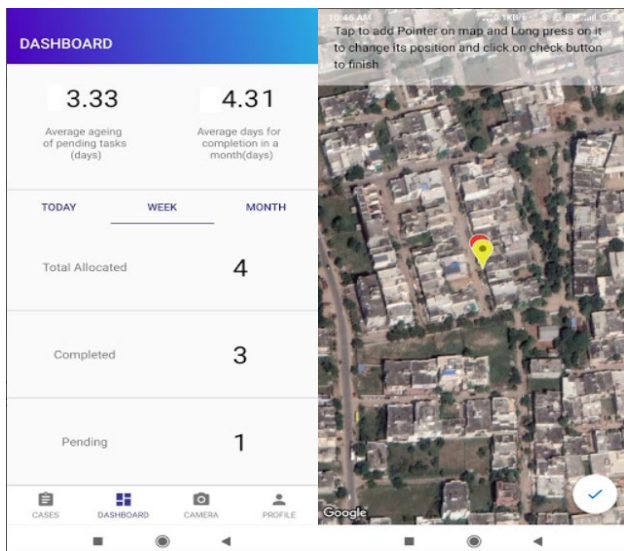 DASHBOARD
3.33
4.31
Average ageing
of pending tasks
(days)
Average days for
completion in a
month(days)
TODAY WEEK MONTH
Total Allocated 4
Completed 3
Pending 1
CASES DASHBOARD CAMERA PROFILE
10:46 AM
Tap to add Pointer on map and Long press on it
to change its position and click on check button
to finish
Google